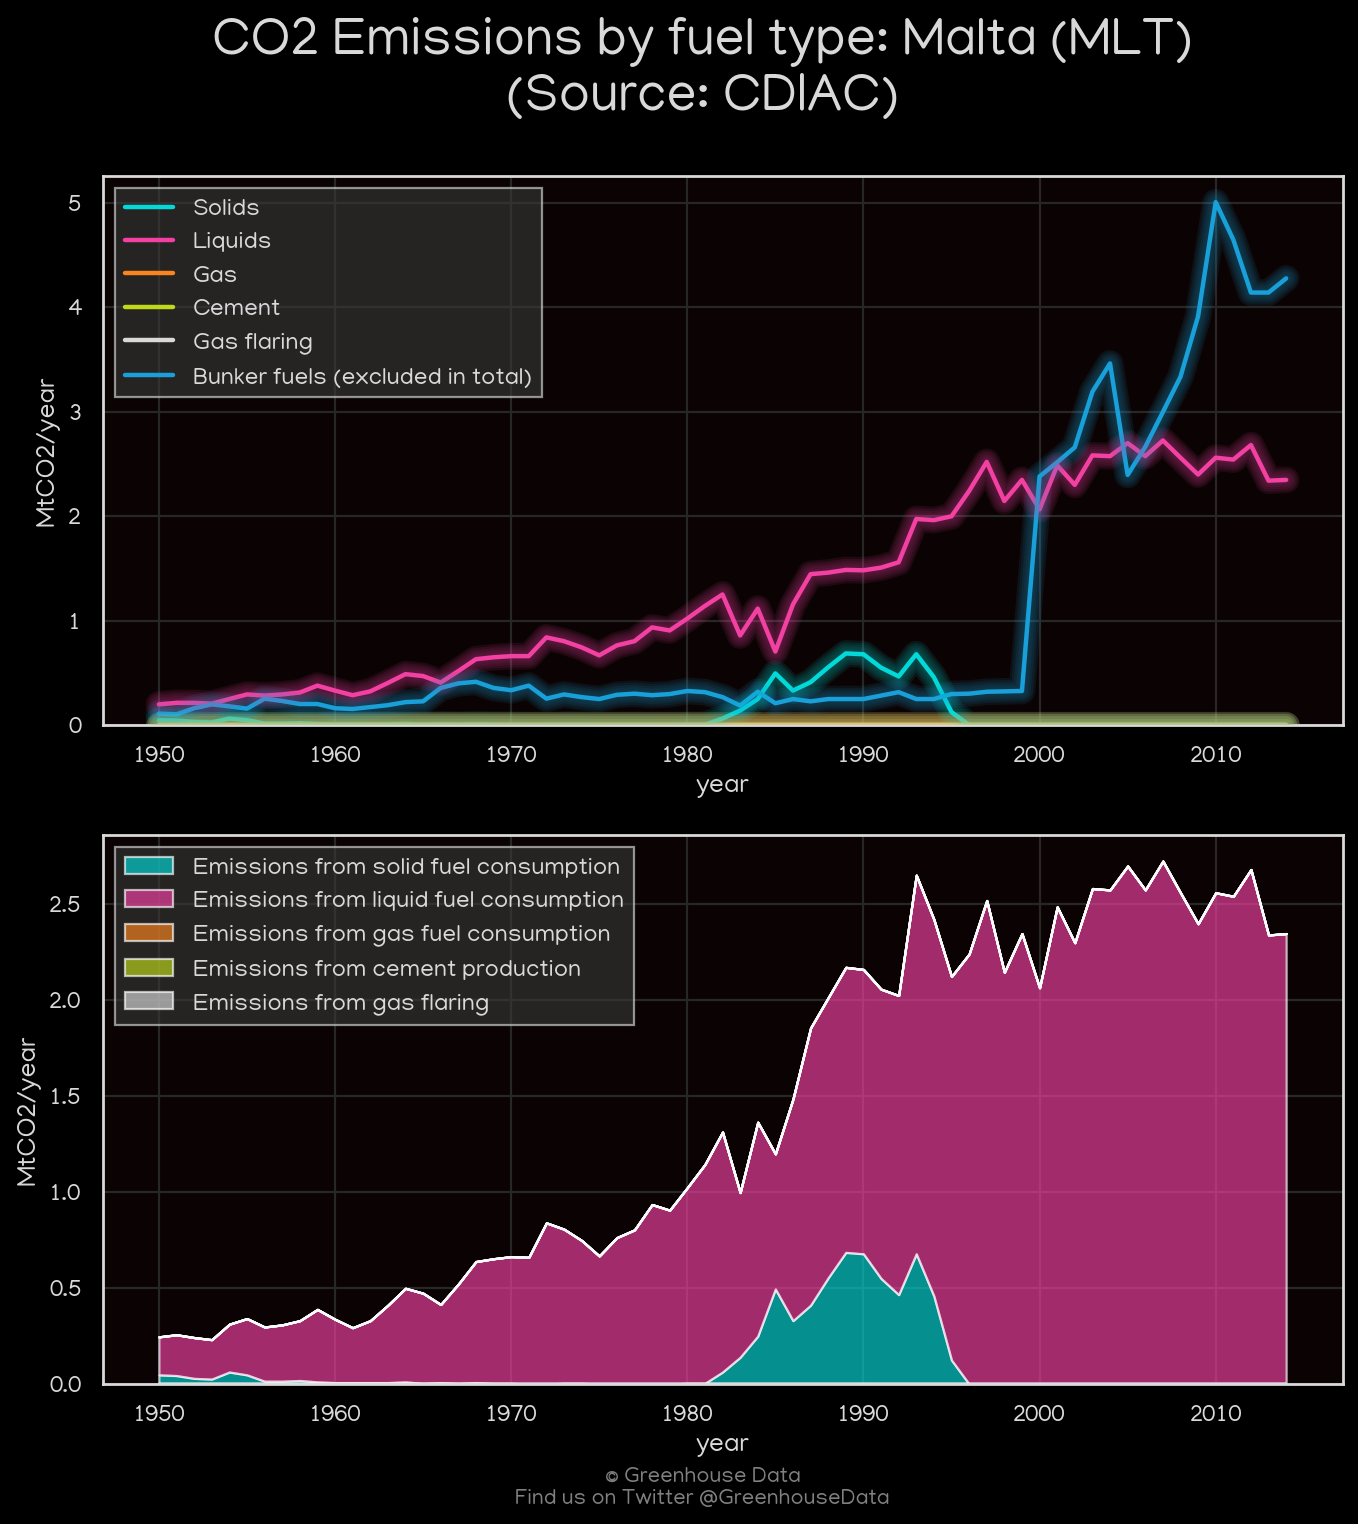 CO2 Emissions by fuel type: Malta (MLT)
(Source: CDIAC)
5
4
3
2
1
0
MtCO2/year
Solids
Liquids
Gas
Cement
Gas flaring
Bunker fuels (excluded in total)
1950 1960 1970 1980 1990 2000 2010
year
2.5
2.0
1.5
1.0
0.5
0.0
MtCO2/year
Emissions from solid fuel consumption
Emissions from liquid fuel consumption
Emissions from gas fuel consumption
Emissions from cement production
Emissions from gas flaring
1950 1960 1970 1980 1990 2000 2010
year
© Greenhouse Data
Find us on Twitter @GreenhouseData